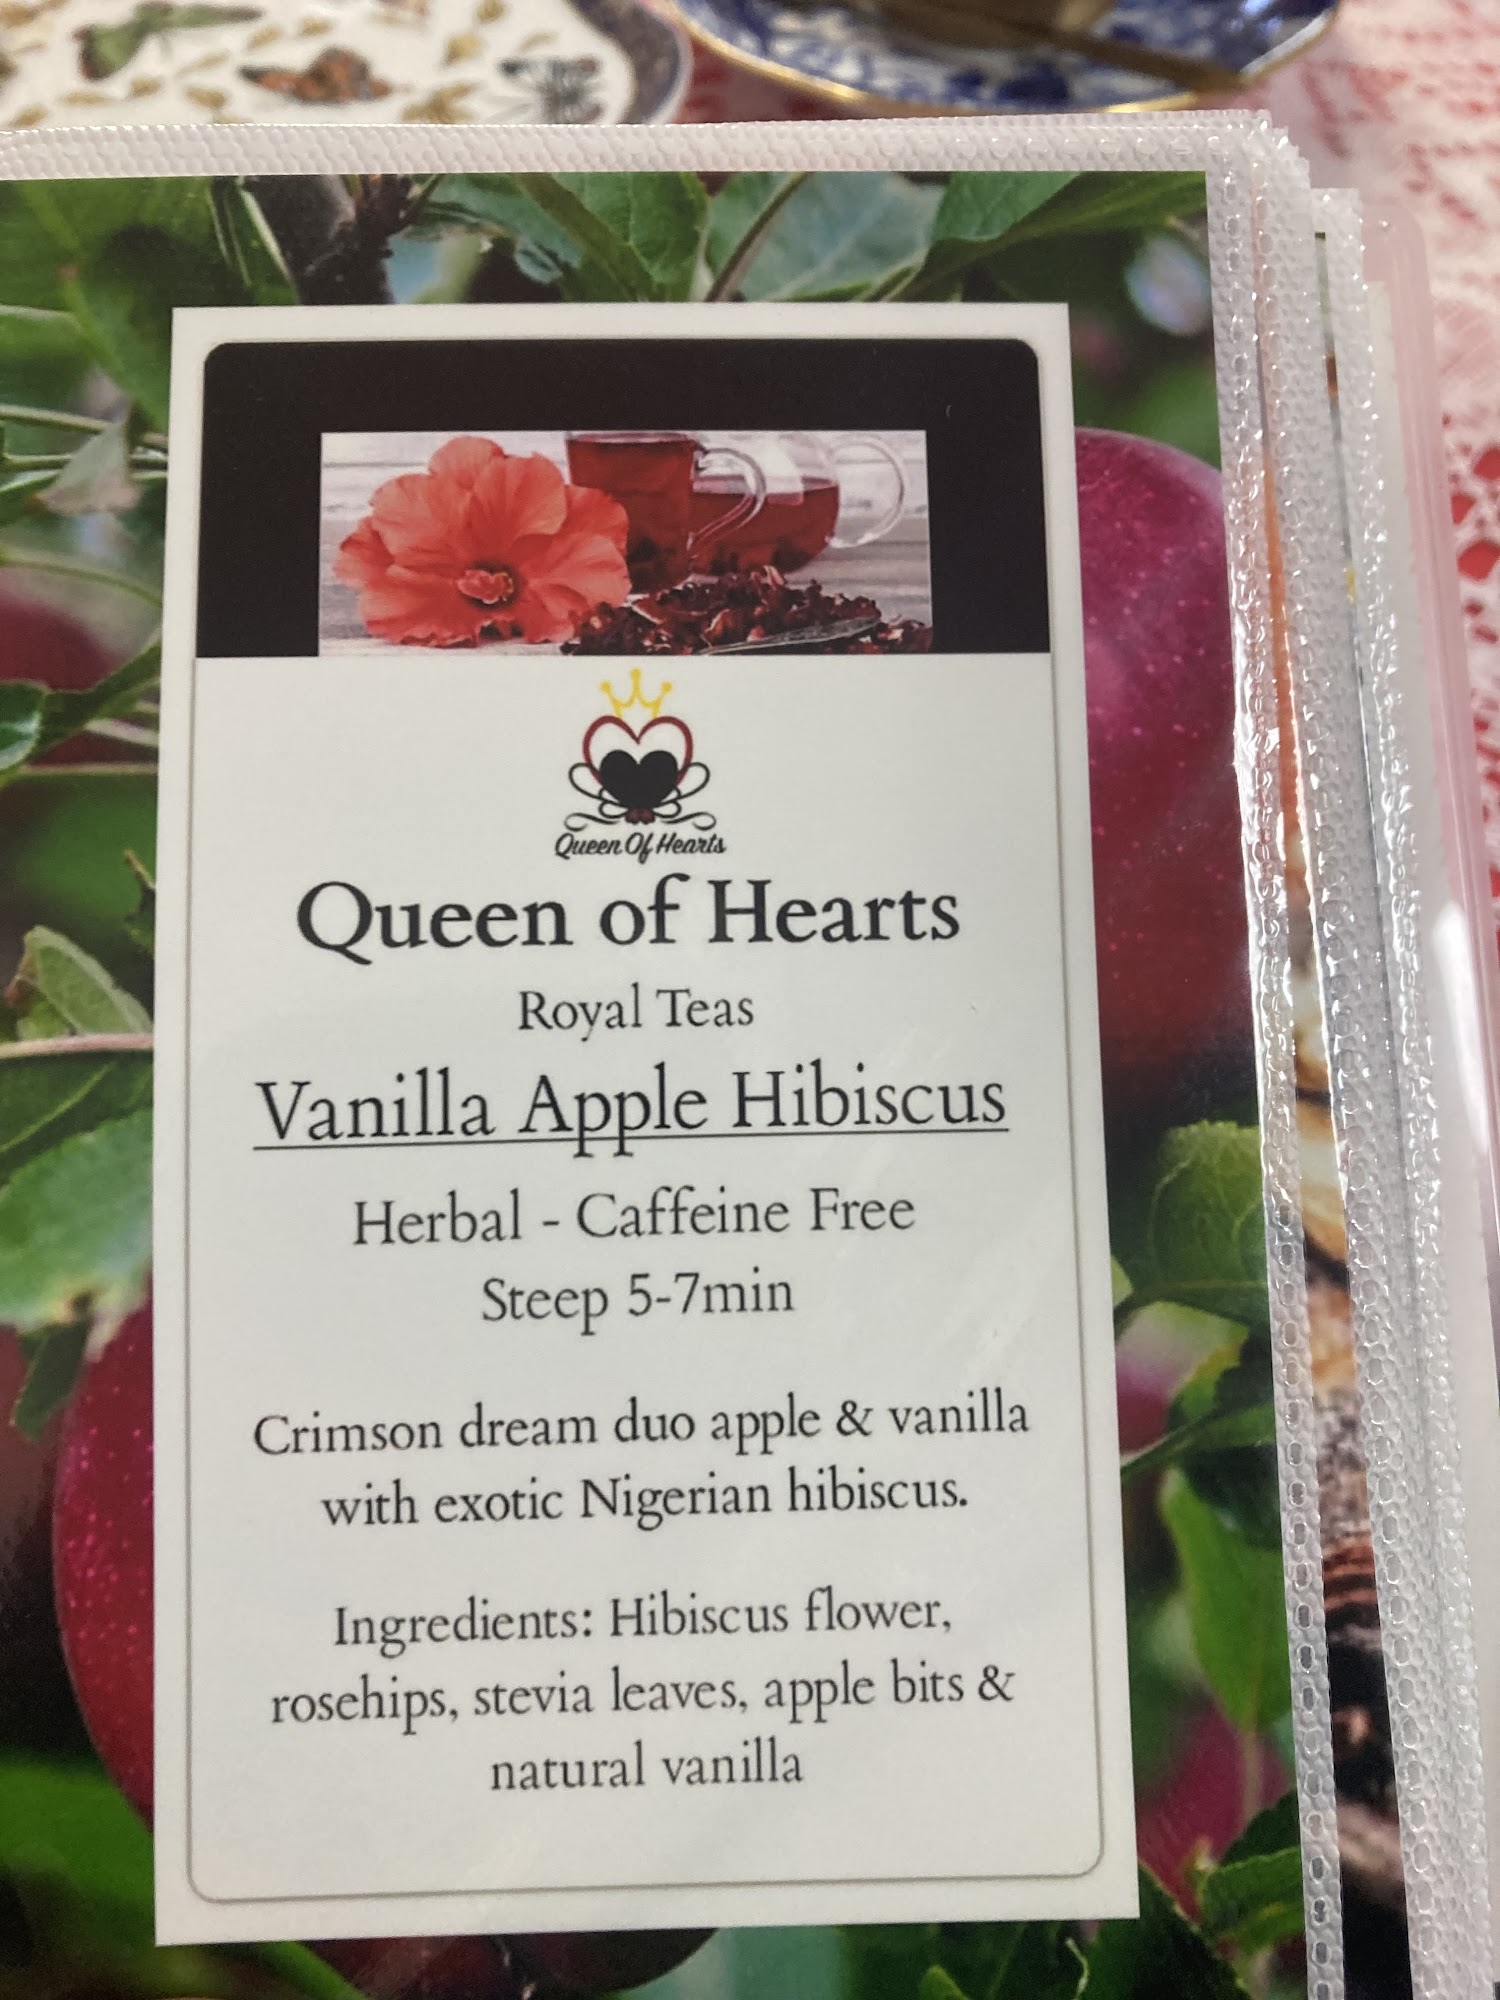 Queen Of Hearts
Queen of Hearts
Royal Teas
Vanilla Apple Hibiscus
Herbal - Caffeine Free
Steep 5-7min
Crimson dream duo apple & vanilla
with exotic Nigerian hibiscus.
Ingredients: Hibiscus flower,
rosehips, stevia leaves, apple bits &
natural vanilla